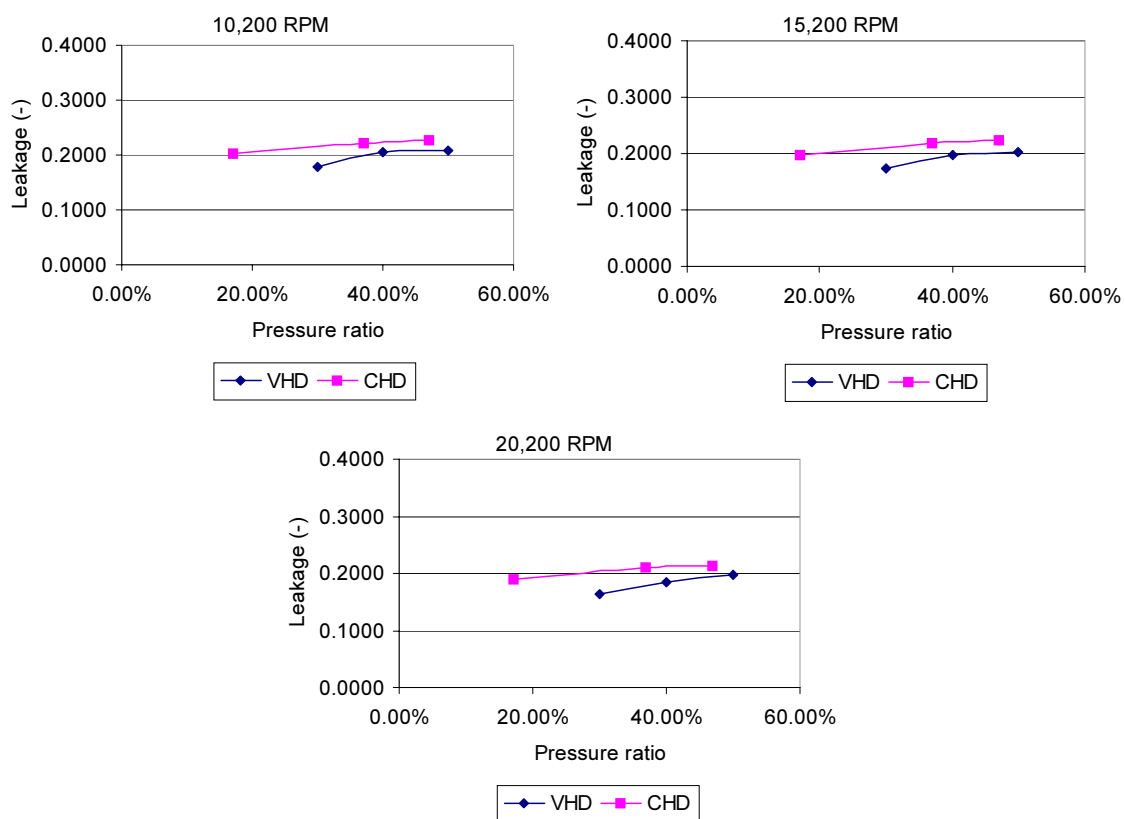 10,200 RPM
0.4000
0.3000
0.2000
0.1000
0.0000
Leakage (-)
0.00% 20.00% 40.00% 60.00%
Pressure ratio
VHD CHD
15,200 RPM
0.4000
0.3000
0.2000
0.1000
0.0000
Leakage (-)
0.00% 20.00% 40.00% 60.00%
Pressure ratio
VHD CHD
20,200 RPM
0.4000
0.3000
0.2000
0.1000
0.0000
Leakage (-)
0.00% 20.00% 40.00% 60.00%
Pressure ratio
VHD CHD